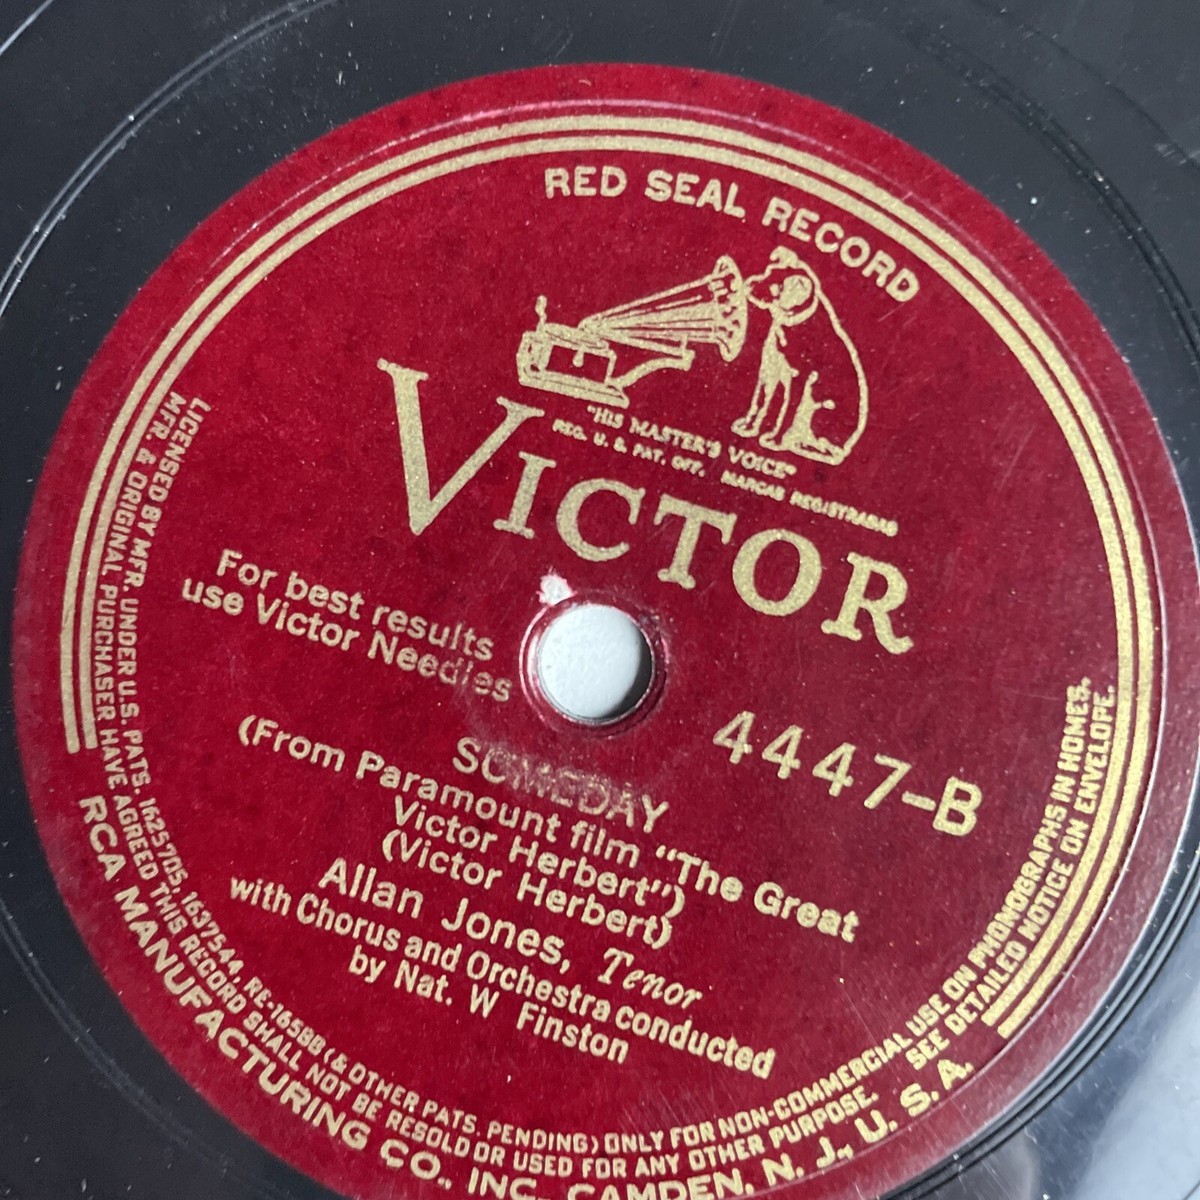 RED SEAL RECORD
"HIS MASTER'S VOICE"
REG. U. S. PAT. OFF. MARCAS REGISTRADAS
VICTOR
For best results
use Victor Needles
4447-B
SOMEDAY
(From Paramount film "The Great
Victor Herbert")
(Victor Herbert)
Allan Jones, Tenor
with Chorus and Orchestra conducted
by Nat. W Finston
LICENSED BY MFR. UNDER U.S. PATS. 1625705, 1637544, RE-16588 (& OTHER PATS. PENDING) ONLY FOR NON-COMMERCIAL USE ON PHONOGRAPHS IN HOMES.
MFR. & ORIGINAL PURCHASER HAVE AGREED THIS RECORD SHALL NOT BE RESOLD OR USED FOR ANY OTHER PURPOSE. SEE DETAILED NOTICE ON ENVELOPE.
RCA MANUFACTURING CO., INC., CAMDEN, N. J., U. S. A.